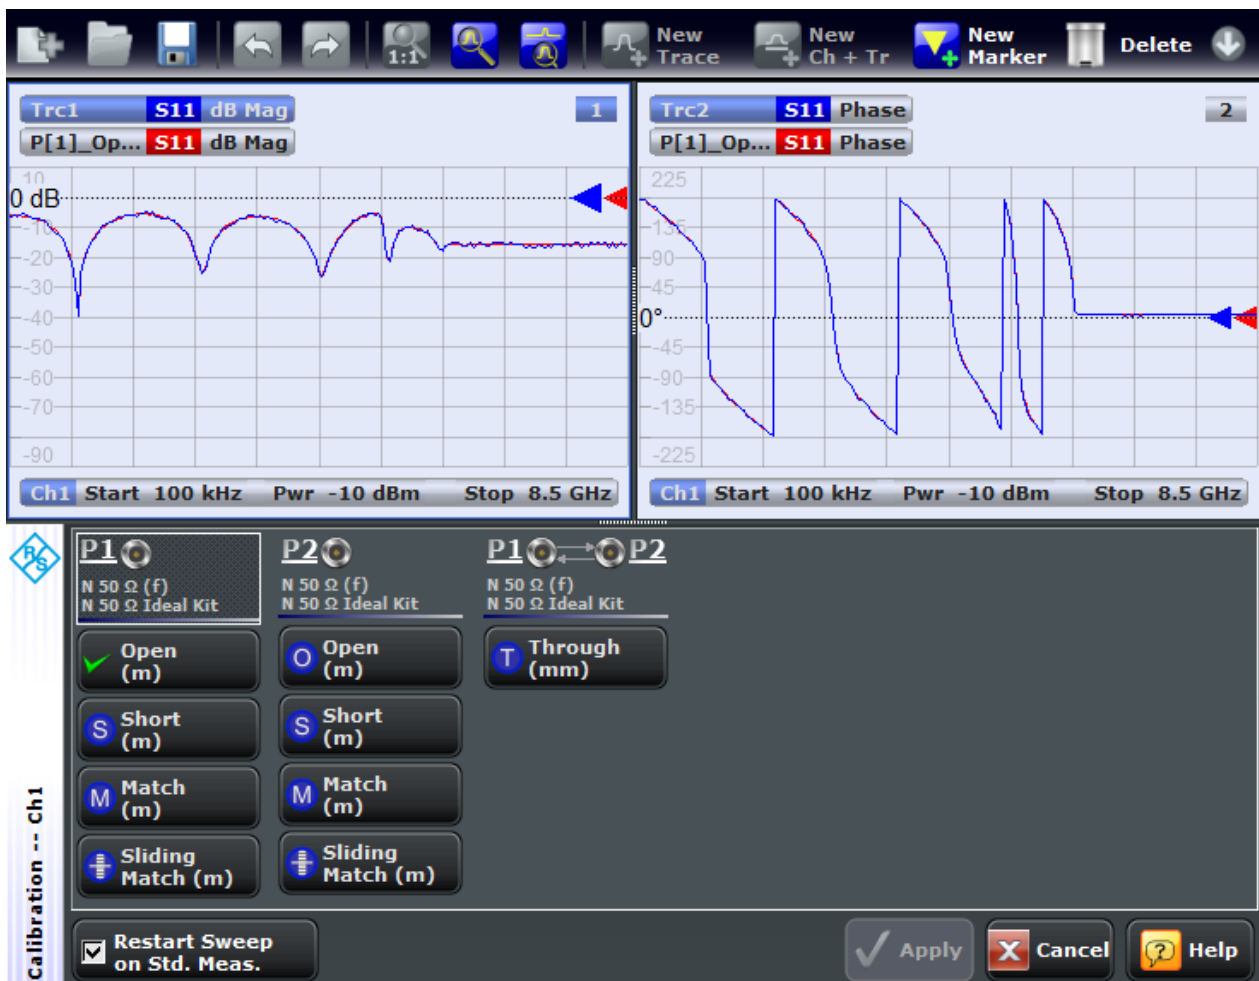 1:1
New
Trace
New
Ch + Tr
New
Marker
Delete
Trc1 S11 dB Mag
1
P[1]_Op... S11 dB Mag
10
0 dB
-10
-20
-30
-40
-50
-60
-70
-90
Ch1 Start 100 kHz Pwr -10 dBm Stop 8.5 GHz
Trc2 S11 Phase
2
P[1]_Op... S11 Phase
225
135
90
45
0°
-45
-90
-135
-225
Ch1 Start 100 kHz Pwr -10 dBm Stop 8.5 GHz
R&S
Calibration -- Ch1
P1
N 50 Ω (f)
N 50 Ω Ideal Kit
Open
(m)
S Short
(m)
M Match
(m)
Sliding
Match (m)
P2
N 50 Ω (f)
N 50 Ω Ideal Kit
O Open
(m)
S Short
(m)
M Match
(m)
Sliding
Match (m)
P1 P2
N 50 Ω (f)
N 50 Ω Ideal Kit
T Through
(mm)
Restart Sweep
on Std. Meas.
Apply
X Cancel
? Help